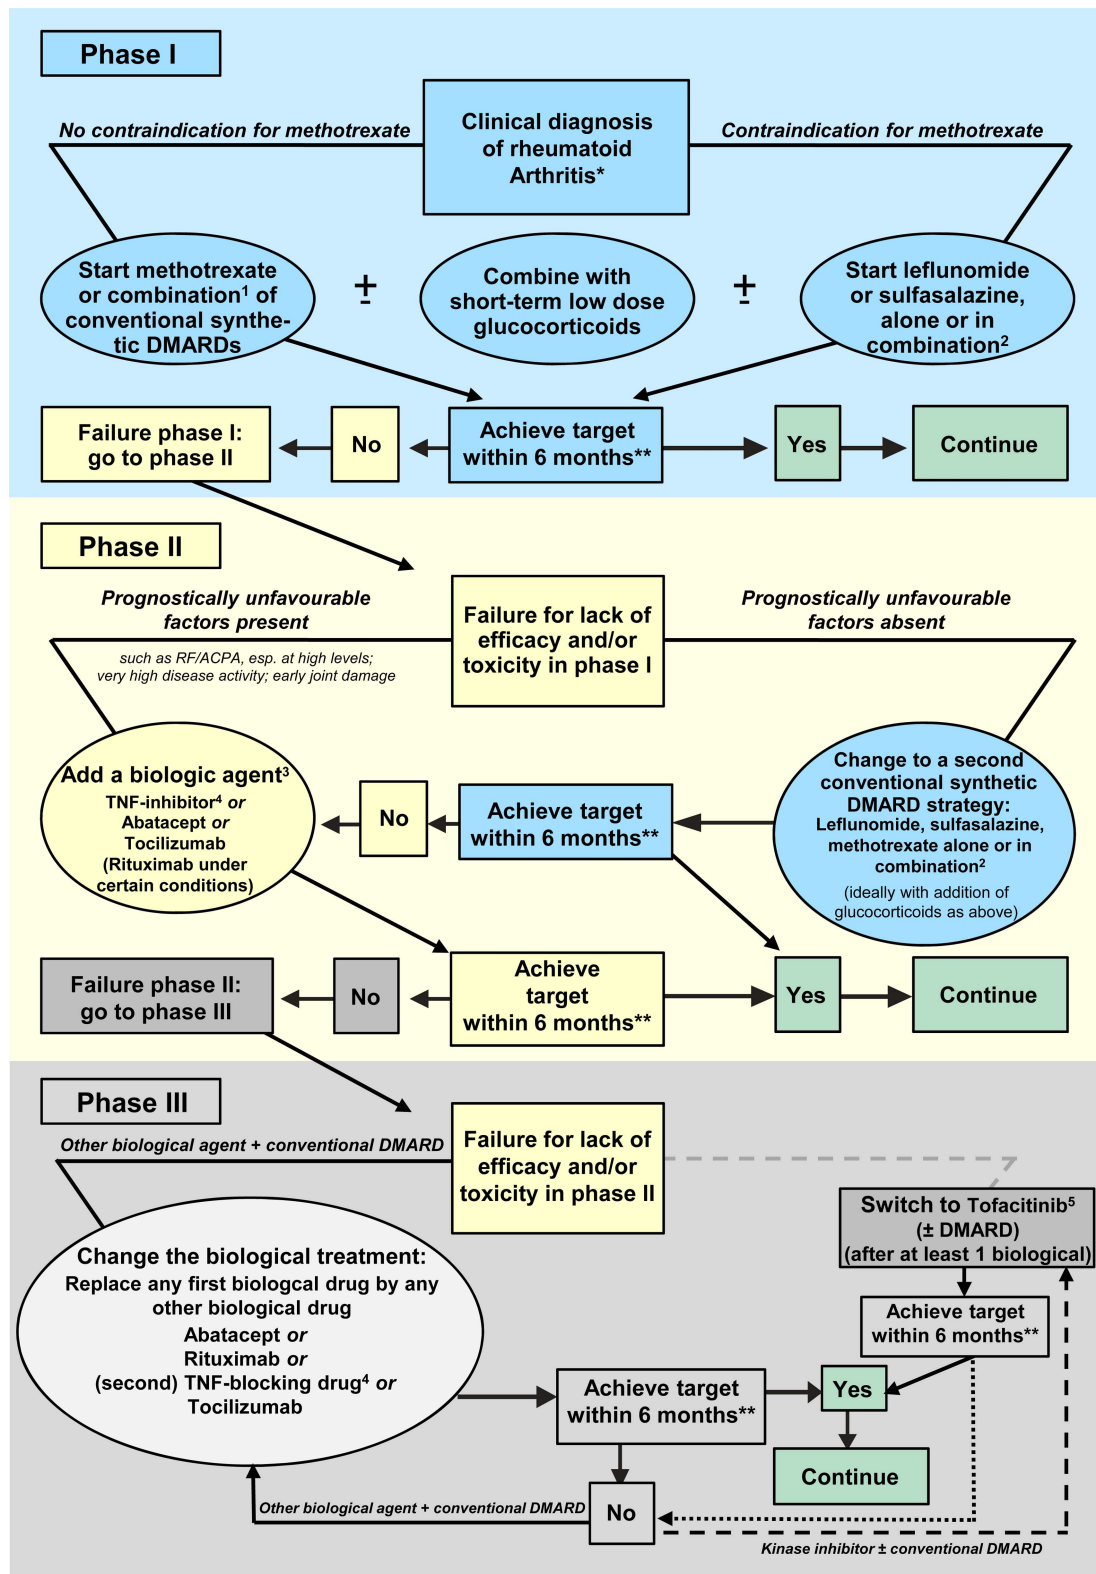 Phase I
No contraindication for methotrexate
Clinical diagnosis
of rheumatoid
Arthritis*
Contraindication for methotrexate
Start methotrexate
or combination¹ of
conventional synthe-
tic DMARDs
±
Combine with
short-term low dose
glucocorticoids
±
Start leflunomide
or sulfasalazine,
alone or in
combination²
Failure phase I:
go to phase II
No
Achieve target
within 6 months**
Yes
Continue
Phase II
Prognostically unfavourable
factors present
such as RF/ACPA, esp. at high levels;
very high disease activity; early joint damage
Failure for lack of
efficacy and/or
toxicity in phase I
Prognostically unfavourable
factors absent
Add a biologic agent³
TNF-inhibitor⁴ or
Abatacept or
Tocilizumab
(Rituximab under
certain conditions)
No
Achieve target
within 6 months**
Change to a second
conventional synthetic
DMARD strategy:
Leflunomide, sulfasalazine,
methotrexate alone or in
combination²
(ideally with addition of
glucocorticoids as above)
Failure phase II:
go to phase III
No
Achieve
target
within 6 months**
Yes
Continue
Phase III
Other biological agent + conventional DMARD
Failure for lack of
efficacy and/or
toxicity in phase II
Switch to Tofacitinib⁵
(± DMARD)
(after at least 1 biological)
Change the biological treatment:
Replace any first biologcal drug by any
other biological drug
Abatacept or
Rituximab or
(second) TNF-blocking drug⁴ or
Tocilizumab
Achieve target
within 6 months**
Achieve target
within 6 months**
Yes
Continue
No
Other biological agent + conventional DMARD
Kinase inhibitor ± conventional DMARD